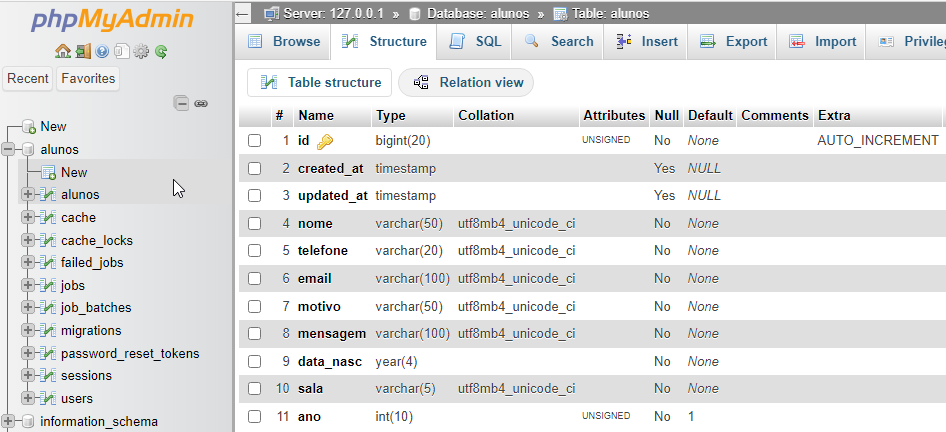 phpMyAdmin
Recent Favorites
New
alunos
New
alunos
cache
cache_locks
failed_jobs
jobs
job_batches
migrations
password_reset_tokens
sessions
users
information_schema
Server: 127.0.0.1 » Database: alunos » Table: alunos
Browse Structure SQL Search Insert Export Import Privileg
Table structure Relation view
# Name Type Collation Attributes Null Default Comments Extra
1 id bigint(20) UNSIGNED No None AUTO_INCREMENT
2 created_at timestamp Yes NULL
3 updated_at timestamp Yes NULL
4 nome varchar(50) utf8mb4_unicode_ci No None
5 telefone varchar(20) utf8mb4_unicode_ci No None
6 email varchar(100) utf8mb4_unicode_ci No None
7 motivo varchar(50) utf8mb4_unicode_ci No None
8 mensagem varchar(100) utf8mb4_unicode_ci No None
9 data_nasc year(4) No None
10 sala varchar(5) utf8mb4_unicode_ci No None
11 ano int(10) UNSIGNED No 1